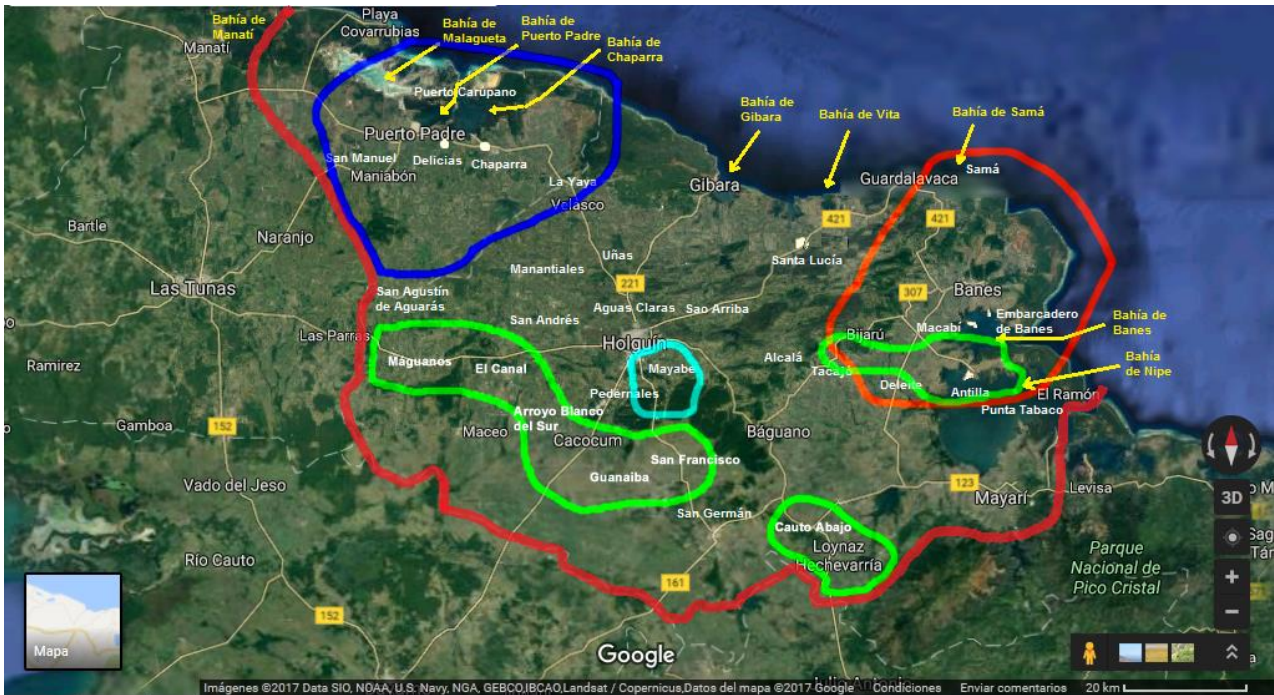 Bahía de
Manatí
Playa
Covarrubias
Bahía de
Malagueta
Bahía de
Puerto Padre
Bahía de
Chaparra
Manatí
Puerto Carupano
Bahía de
Gibara
Bahía de Vita
Bahía de Samá
Puerto Padre
San Manuel
Delicias
Chaparra
Maniabón
La Yaya
Velasco
Gibara
Guardalavaca
Samá
421
421
Bartle
Naranjo
Uñas
Santa Lucía
Manantiales
221
Las Tunas
San Agustín
de Aguarás
307
Banes
Aguas Claras
Sao Arriba
San Andrés
Macabí
Embarcadero
de Banes
Bahía de
Banes
Las Parras
Holguín
Bijarú
Ramirez
Máguanos
El Canal
Mayabe
Alcalá
Tacajó
Bahía
de Nipe
Deleite
Antilla
El Ramón
Pedernales
Punta Tabaco
Arroyo Blanco
del Sur
Gamboa
152
Maceo
Cacocum
Báguano
San Francisco
Guanaiba
Vado del Jeso
123
Mayarí
Levisa
San Germán
Cauto Abajo
3D
Loynaz
Hechevarría
Río Cauto
Parque
Nacional de
Pico Cristal
161
152
Mapa
Google
Imágenes ©2017 Data SIO, NOAA, U.S. Navy, NGA, GEBCO,IBCAO,Landsat / Copernicus,Datos del mapa ©2017 Google
Condiciones
Enviar comentarios
20 km